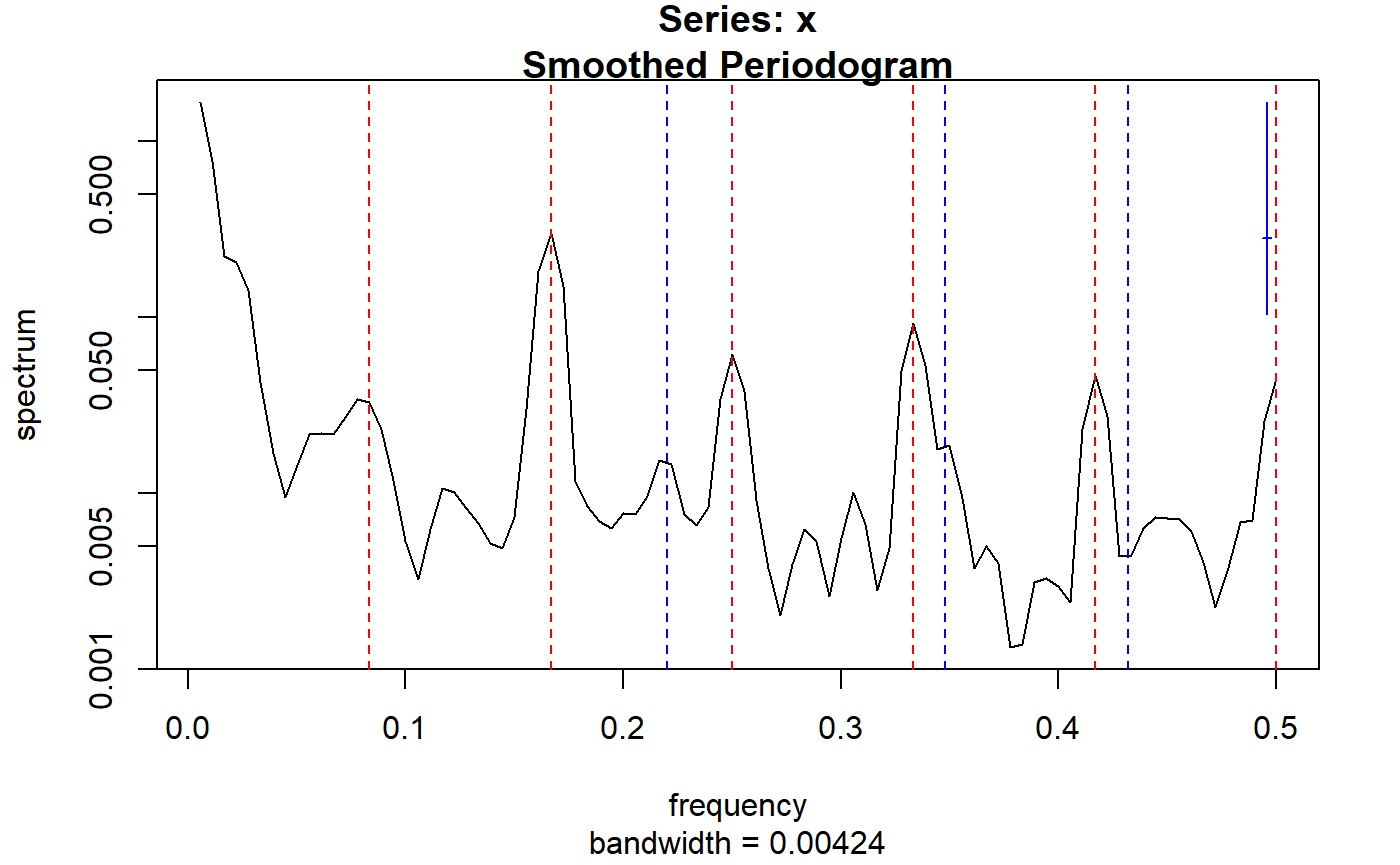 Series: x
Smoothed Periodogram
spectrum
0.500
0.050
0.005
0.001
0.0 0.1 0.2 0.3 0.4 0.5
frequency
bandwidth = 0.00424